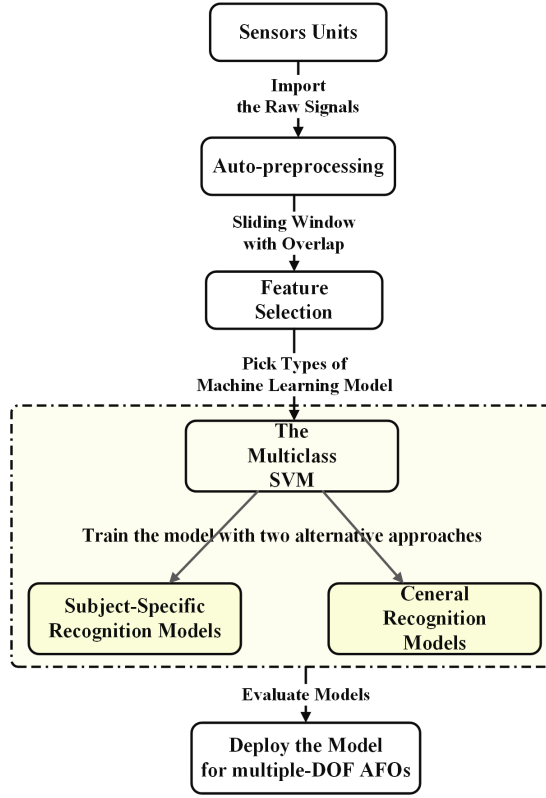 Sensors Units
Import
the Raw Signals
Auto-preprocessing
Sliding Window
with Overlap
Feature
Selection
Pick Types of
Machine Learning Model
The
Multiclass
SVM
Train the model with two alternative approaches
Subject-Specific
Recognition Models
Ceneral
Recognition
Models
Evaluate Models
Deploy the Model
for multiple-DOF AFOs